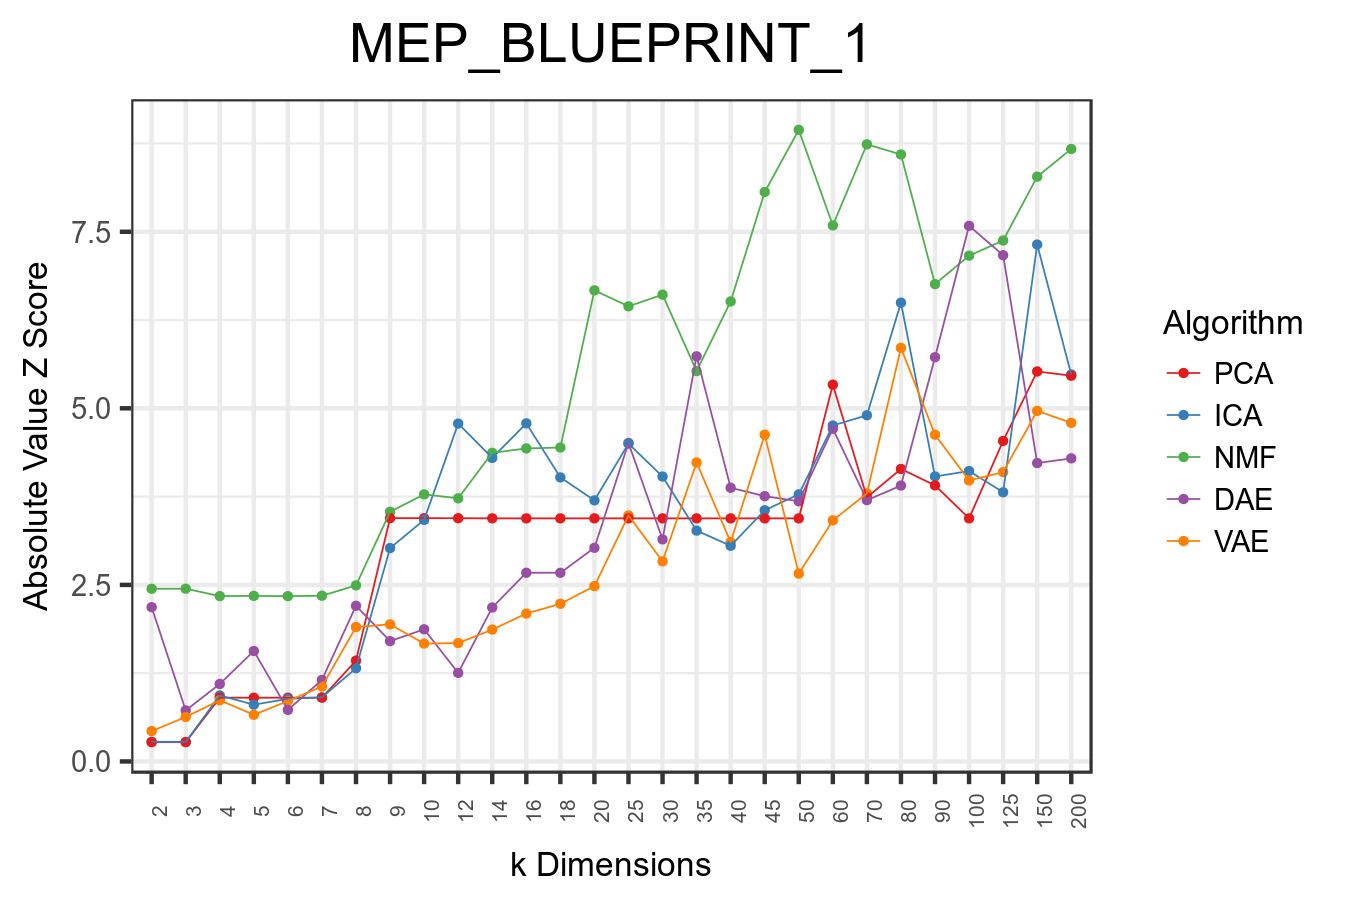 MEP_BLUEPRINT_1
Absolute Value Z Score
7.5
5.0
2.5
0.0
2 3 4 5 6 7 8 9 10 12 14 16 18 20 25 30 35 40 45 50 60 70 80 90 100 125 150 200
k Dimensions
Algorithm
PCA
ICA
NMF
DAE
VAE